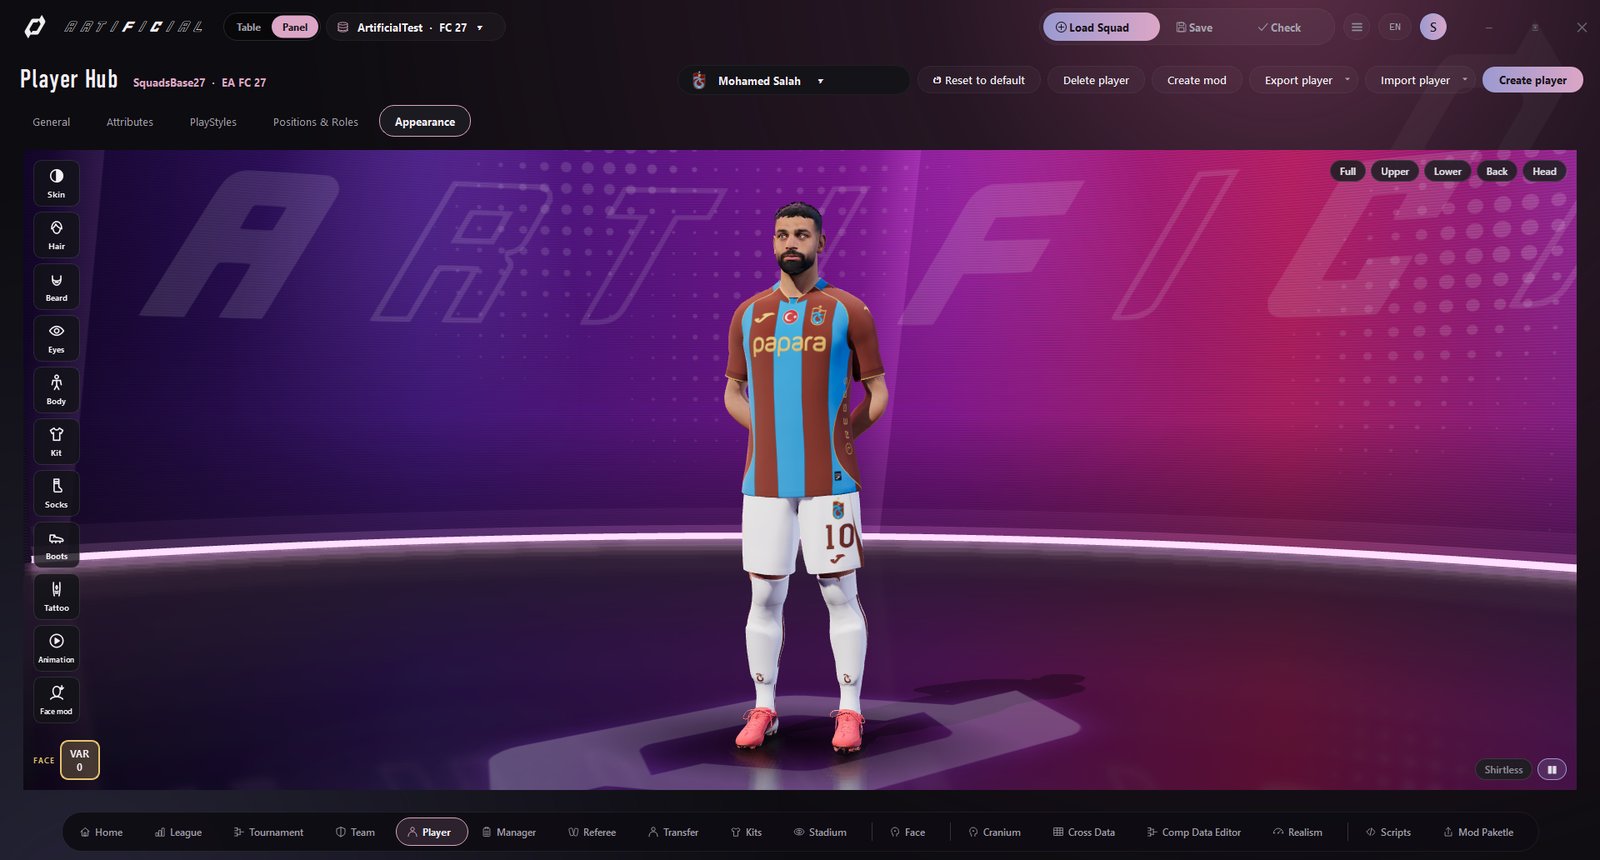 ARTIFICIAL
Table
Panel
ArtificialTest · FC 27
Load Squad
Save
Check
EN
S
Player Hub
SquadsBase27 · EA FC 27
Mohamed Salah
Reset to default
Delete player
Create mod
Export player
Import player
Create player
General
Attributes
PlayStyles
Positions & Roles
Appearance
Skin
Hair
Beard
Eyes
Body
Kit
Socks
Boots
Tattoo
Animation
Face mod
FACE
VAR
0
Full
Upper
Lower
Back
Head
ARTIFICI
papara
10
Shirtless
Home
League
Tournament
Team
Player
Manager
Referee
Transfer
Kits
Stadium
Face
Cranium
Cross Data
Comp Data Editor
Realism
Scripts
Mod Paketle